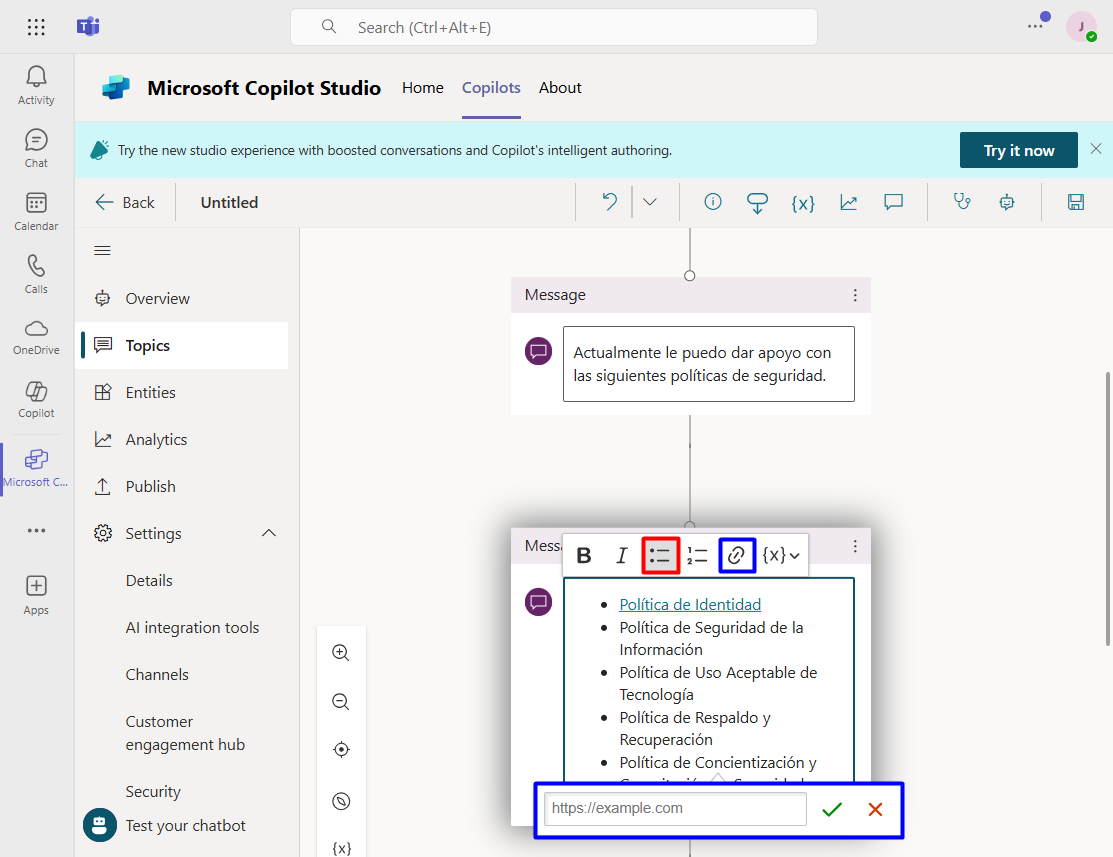 Search (Ctrl+Alt+E)
J
Activity
Chat
Calendar
Calls
OneDrive
Copilot
Microsoft C...
Apps
Microsoft Copilot Studio
Home
Copilots
About
Try the new studio experience with boosted conversations and Copilot's intelligent authoring.
Try it now
Back
Untitled
{x}
Overview
Topics
Entities
Analytics
Publish
Settings
Details
AI integration tools
Channels
Customer
engagement hub
Security
Test your chatbot
{x}
Message
Actualmente le puedo dar apoyo con
las siguientes políticas de seguridad.
Mess
B I {x}
• Política de Identidad
• Política de Seguridad de la
Información
• Política de Uso Aceptable de
Tecnología
• Política de Respaldo y
Recuperación
• Política de Concientización y
https://example.com